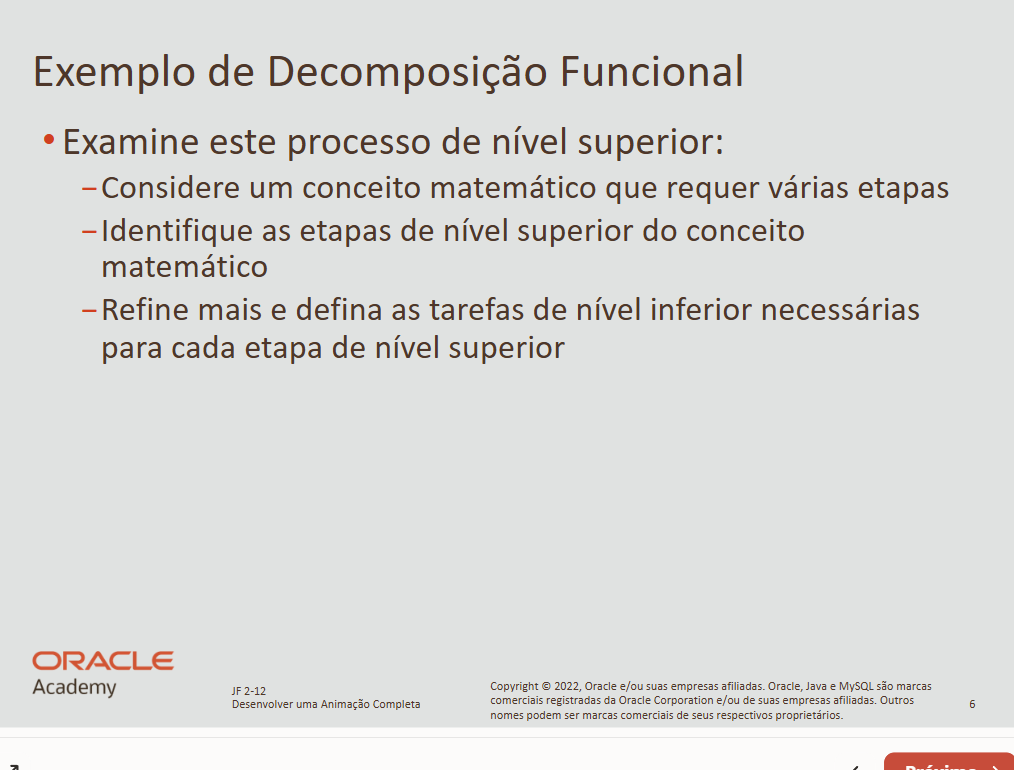 Exemplo de Decomposição Funcional
• Examine este processo de nível superior:
–Considere um conceito matemático que requer várias etapas
–Identifique as etapas de nível superior do conceito
matemático
–Refine mais e defina as tarefas de nível inferior necessárias
para cada etapa de nível superior
ORACLE
Academy
JF 2-12
Desenvolver uma Animação Completa
Copyright © 2022, Oracle e/ou suas empresas afiliadas. Oracle, Java e MySQL são marcas
comerciais registradas da Oracle Corporation e/ou de suas empresas afiliadas. Outros
nomes podem ser marcas comerciais de seus respectivos proprietários.
6